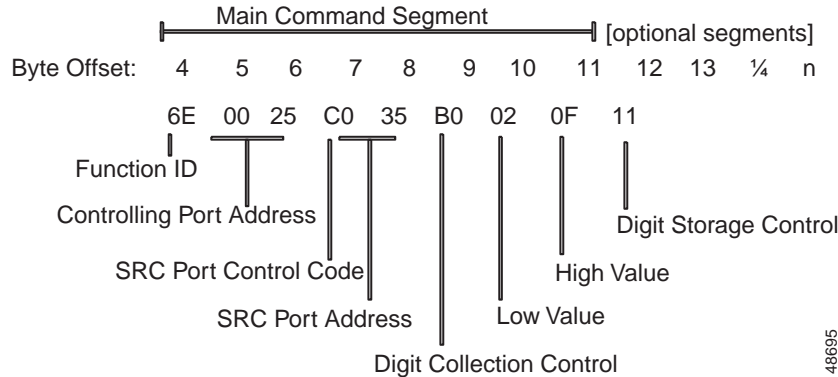 Main Command Segment
[optional segments]
Byte Offset: 4 5 6 7 8 9 10 11 12 13 ¼ n
6E 00 25 C0 35 B0 02 0F 11
Function ID
Controlling Port Address
Digit Storage Control
SRC Port Control Code
High Value
SRC Port Address
Low Value
Digit Collection Control
48695